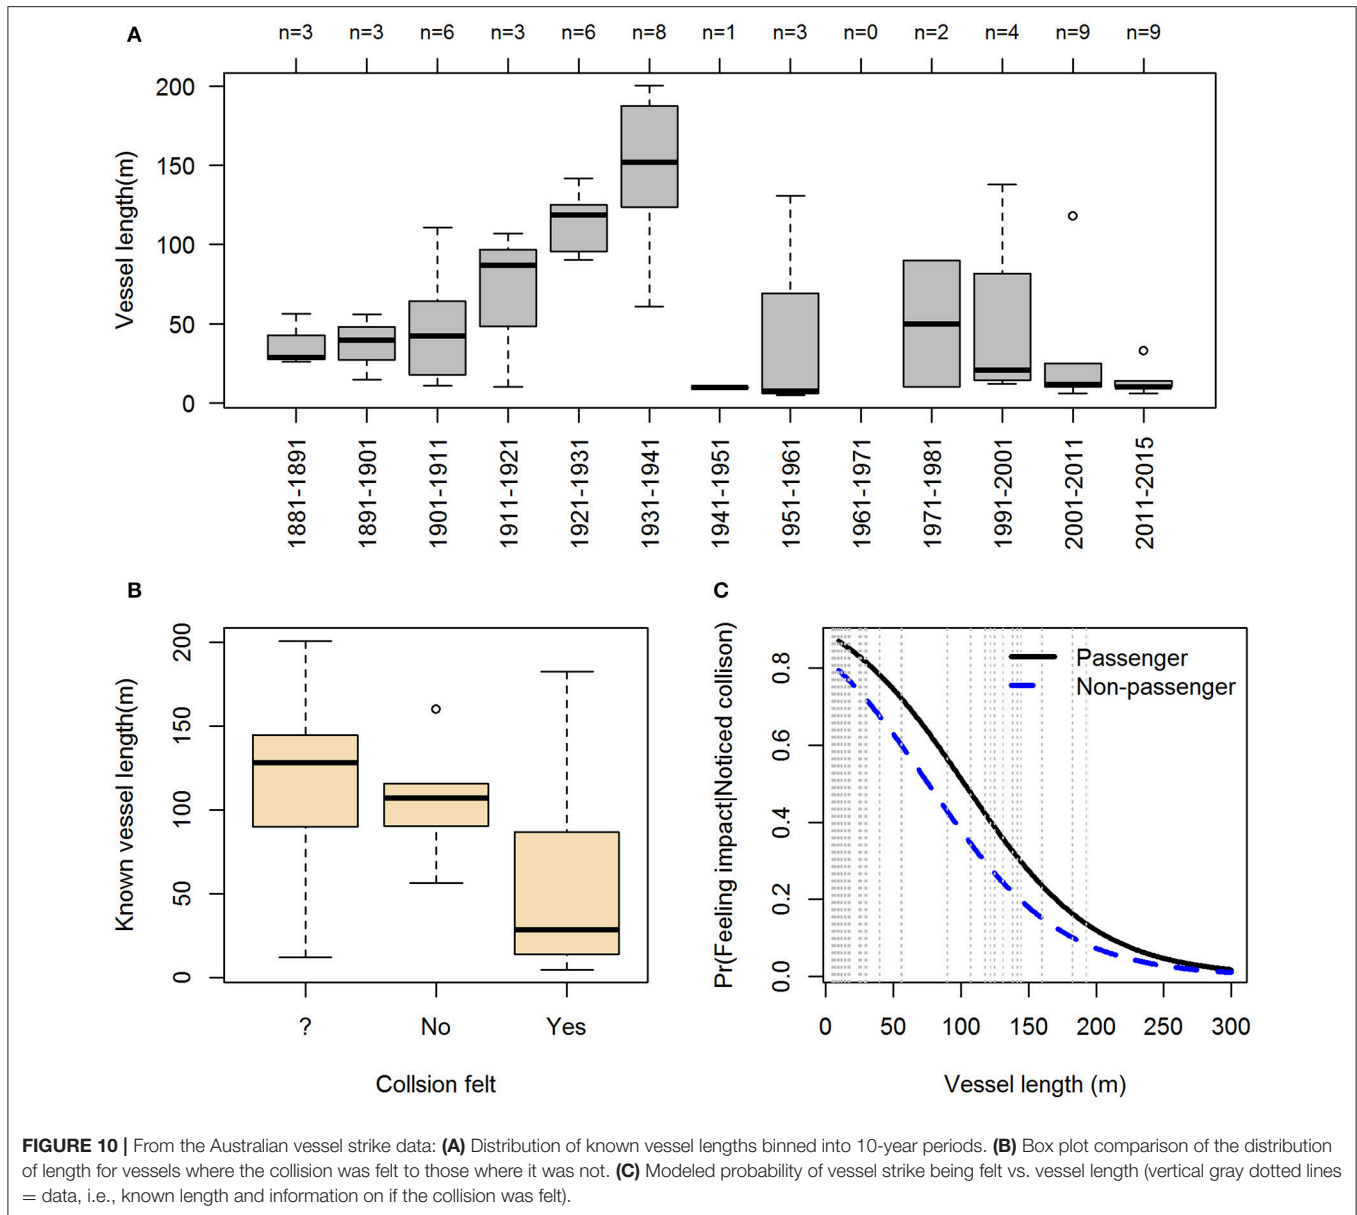 A
n=3 n=3 n=6 n=3 n=6 n=8 n=1 n=3 n=0 n=2 n=4 n=9 n=9
Vessel length(m)
200
150
100
50
0
1881-1891 1891-1901 1901-1911 1911-1921 1921-1931 1931-1941 1941-1951 1951-1961 1961-1971 1971-1981 1991-2001 2001-2011 2011-2015
B
Known vessel length(m)
200
150
100
50
0
? No Yes
Collsion felt
C
Pr(Feeling impact|Noticed collison)
0.8
0.6
0.4
0.2
0.0
Passenger
Non-passenger
0 50 100 150 200 250 300
Vessel length (m)
FIGURE 10 | From the Australian vessel strike data: (A) Distribution of known vessel lengths binned into 10-year periods. (B) Box plot comparison of the distribution
of length for vessels where the collision was felt to those where it was not. (C) Modeled probability of vessel strike being felt vs. vessel length (vertical gray dotted lines
= data, i.e., known length and information on if the collision was felt).